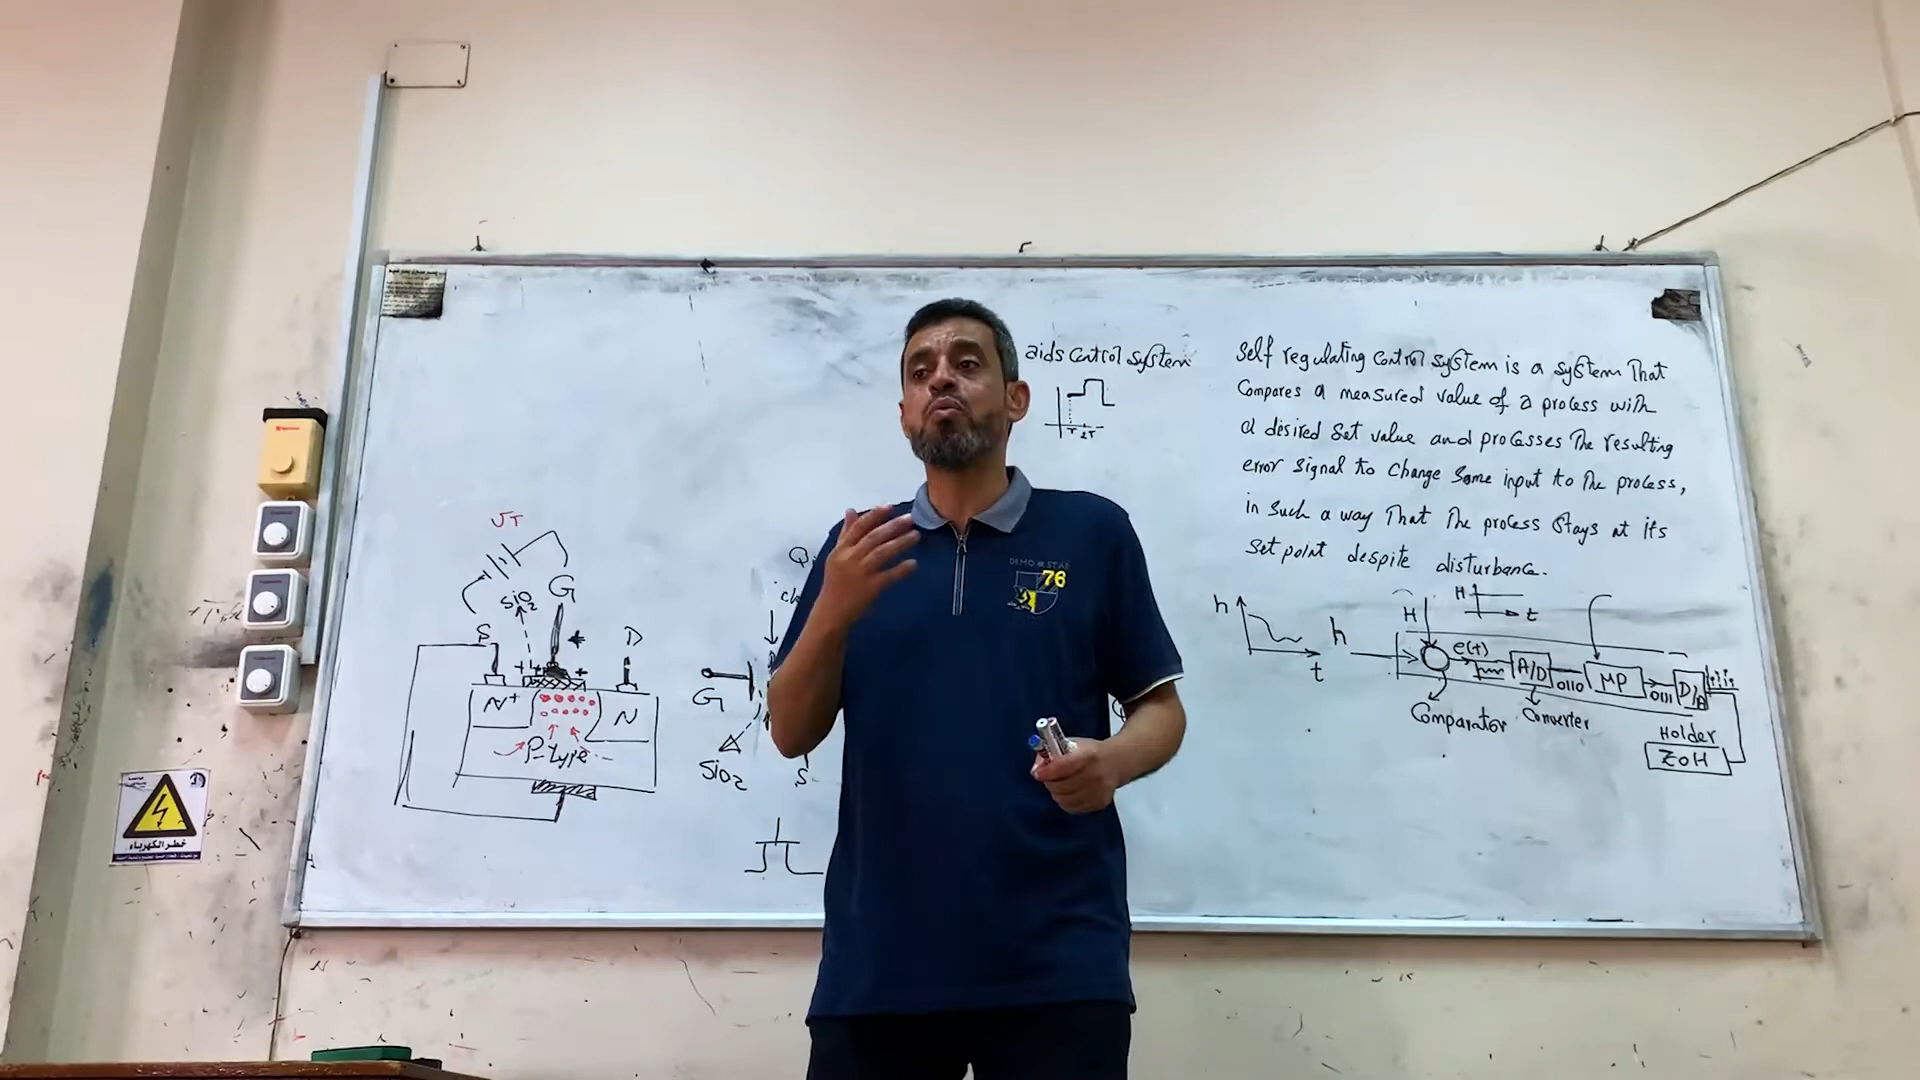 aids Control System
T 2T
Self regulating Control System is a System That
Compares a measured value of a process with
a desired set value and processes The resulting
error signal to change some input to The process,
in Such a way That The process stays at its
set point despite disturbance.
VT
G
SiO2
S
D
N+
N
P-type
G
SiO2
S
DEMO
76
h
t
h
H
H
t
e(t)
A/D
0110
MP
0111
D/A
Comparator
Converter
Holder
ZOH
خطر الكهرباء